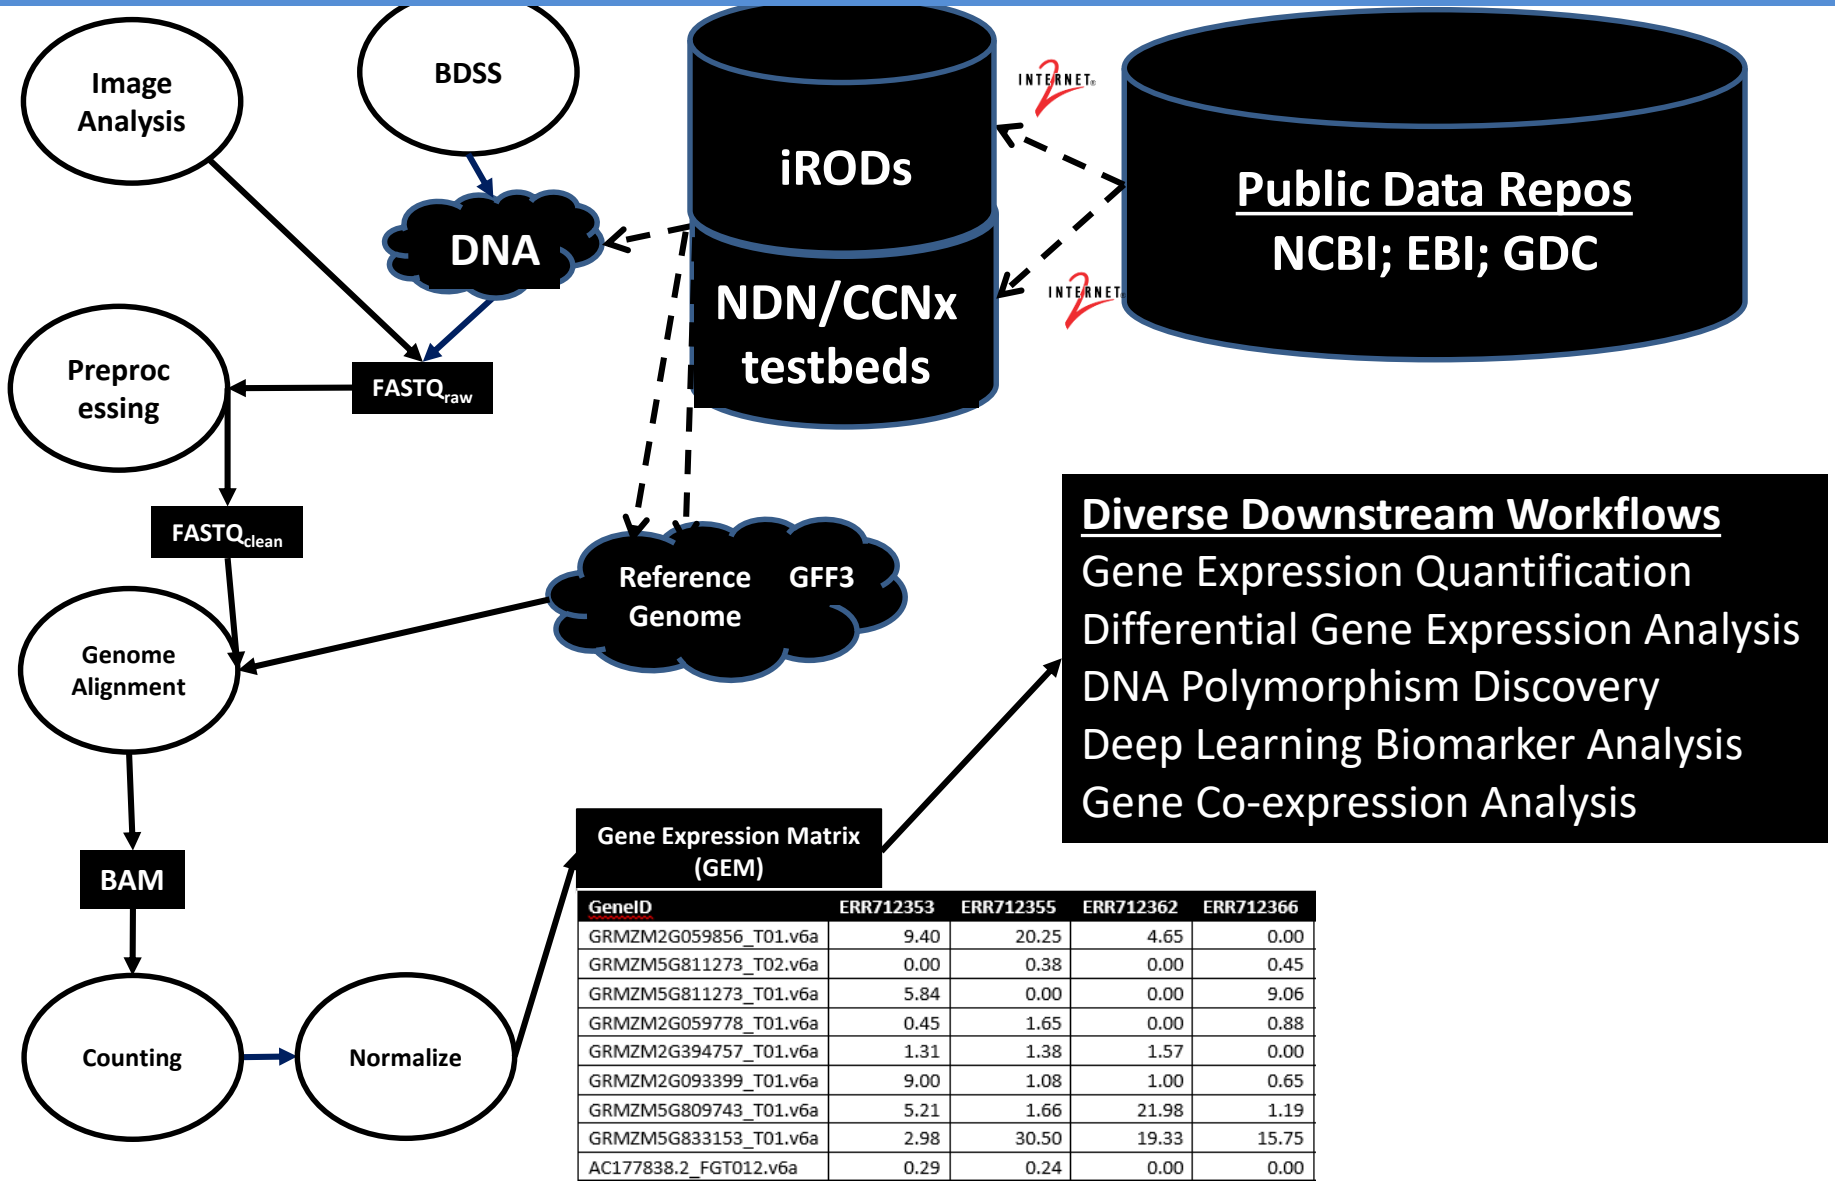 Image
Analysis
BDSS
iRODs
INTERNET®
2
Public Data Repos
NCBI; EBI; GDC
DNA
NDN/CCNx
testbeds
INTERNET®
2
Preproc
essing
FASTQraw
FASTQclean
Reference
Genome
GFF3
Genome
Alignment
Diverse Downstream Workflows
Gene Expression Quantification
Differential Gene Expression Analysis
DNA Polymorphism Discovery
Deep Learning Biomarker Analysis
Gene Co-expression Analysis
BAM
Counting
Normalize
Gene Expression Matrix
(GEM)
GeneID ERR712353 ERR712355 ERR712362 ERR712366
GRMZM2G059856_T01.v6a 9.40 20.25 4.65 0.00
GRMZM5G811273_T02.v6a 0.00 0.38 0.00 0.45
GRMZM5G811273_T01.v6a 5.84 0.00 0.00 9.06
GRMZM2G059778_T01.v6a 0.45 1.65 0.00 0.88
GRMZM2G394757_T01.v6a 1.31 1.38 1.57 0.00
GRMZM2G093399_T01.v6a 9.00 1.08 1.00 0.65
GRMZM5G809743_T01.v6a 5.21 1.66 21.98 1.19
GRMZM5G833153_T01.v6a 2.98 30.50 19.33 15.75
AC177838.2_FGT012.v6a 0.29 0.24 0.00 0.00